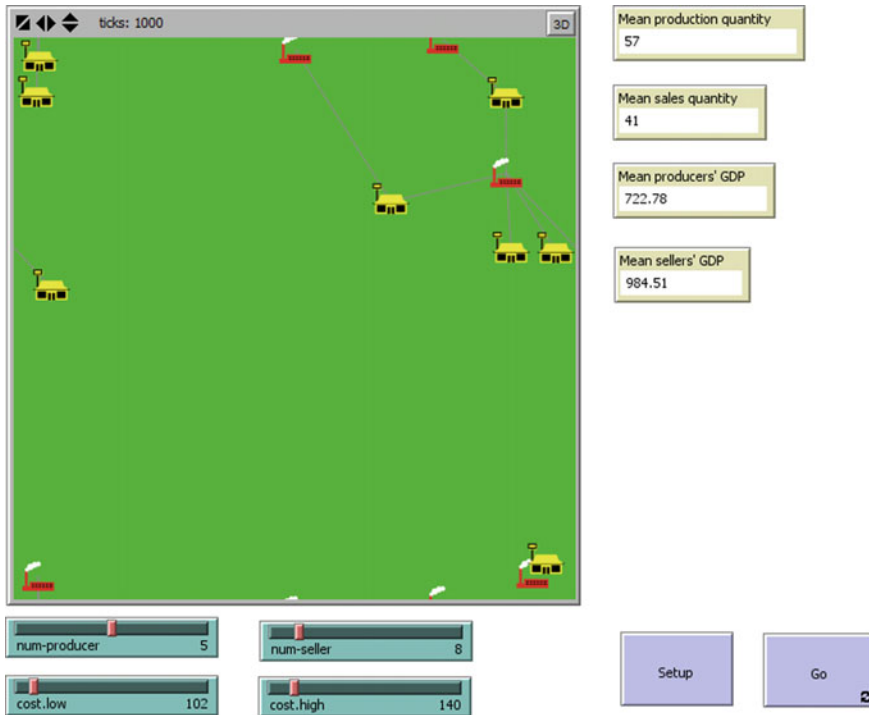 ticks: 1000
3D
Mean production quantity
57
Mean sales quantity
41
Mean producers' GDP
722.78
Mean sellers' GDP
984.51
num-producer 5
num-seller 8
cost.low 102
cost.high 140
Setup
Go